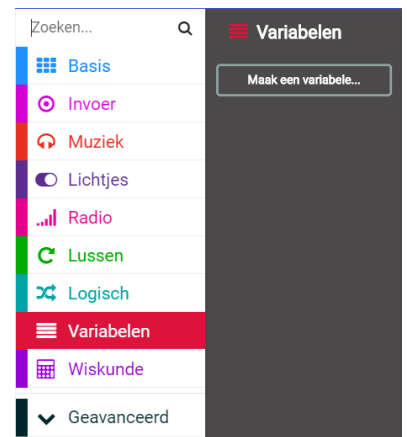 Zoeken...
Basis
Invoer
Muziek
Lichtjes
Radio
Lussen
Logisch
Variabelen
Wiskunde
Geavanceerd
Variabelen
Maak een variabele...